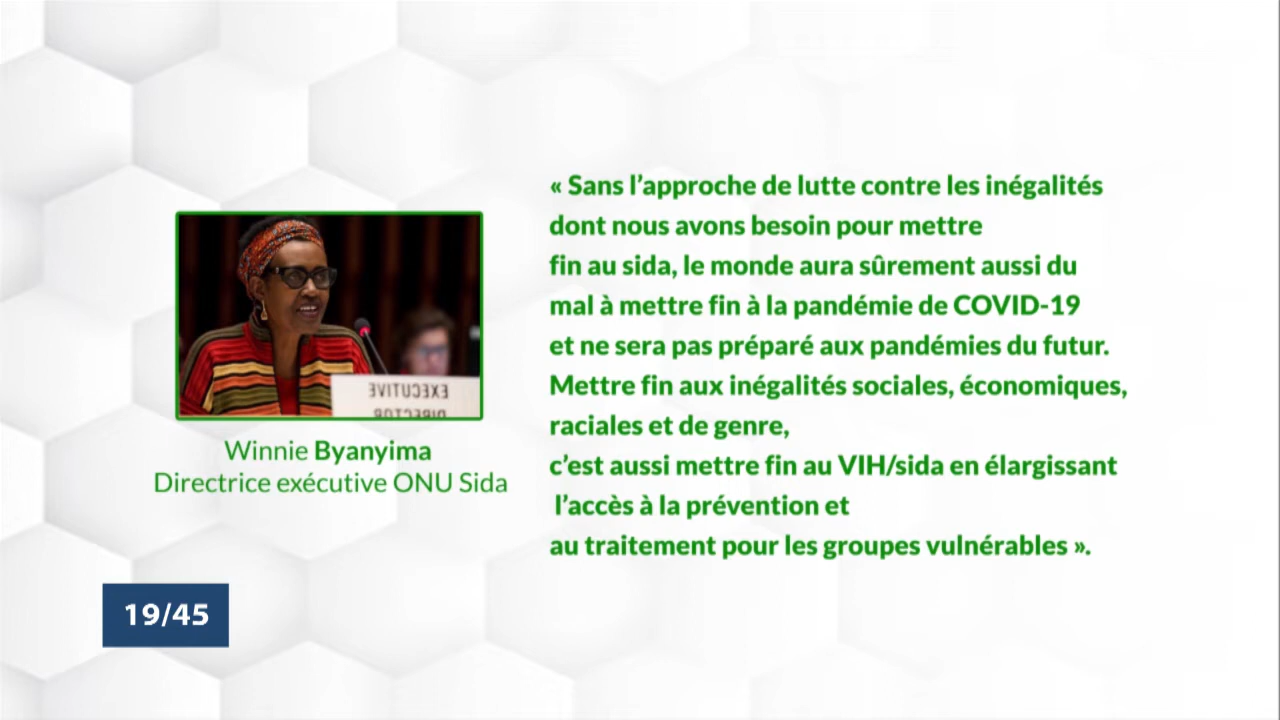 « Sans l’approche de lutte contre les inégalités
dont nous avons besoin pour mettre
fin au sida, le monde aura sûrement aussi du
mal à mettre fin à la pandémie de COVID-19
et ne sera pas préparé aux pandémies du futur.
Mettre fin aux inégalités sociales, économiques,
raciales et de genre,
c’est aussi mettre fin au VIH/sida en élargissant
l’accès à la prévention et
au traitement pour les groupes vulnérables ».
EXECUTIVE
DIRECTOR
Winnie Byanyima
Directrice exécutive ONU Sida
19/45